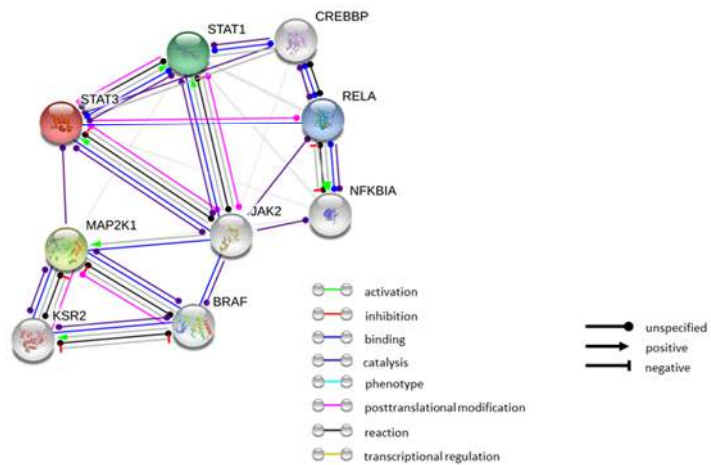 CREBBP
STAT1
STAT3
RELA
NFKBIA
JAK2
MAP2K1
BRAF
KSR2
activation
inhibition
binding
catalysis
phenotype
posttranslational modification
reaction
transcriptional regulation
unspecified
positive
negative